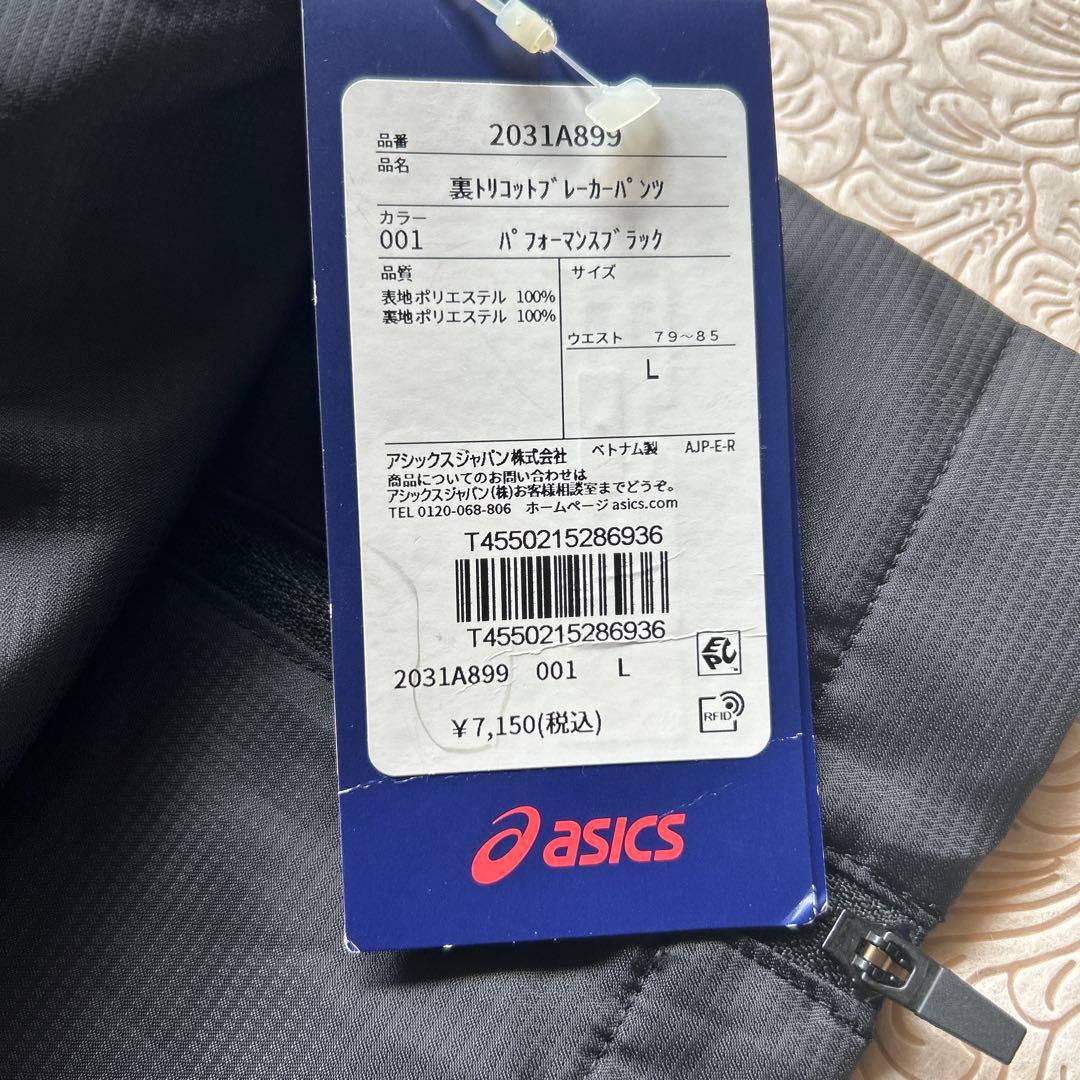 品番 2031A899
品名
裏ﾄﾘｺｯﾄﾌﾞﾚｰｶｰﾊﾟﾝﾂ
カラー
001 ﾊﾟﾌｫｰﾏﾝｽﾌﾞﾗｯｸ
品質
表地ポリエステル 100%
裏地ポリエステル 100%
サイズ
ウエスト 79～85
L
アシックスジャパン株式会社 ベトナム製 AJP-E-R
商品についてのお問い合わせは
アシックスジャパン(株)お客様相談室までどうぞ。
TEL 0120-068-806 ホームページ asics.com
T4550215286936
T4550215286936
2031A899 001 L
EPC
TM
￥7,150(税込)
RFID
asics